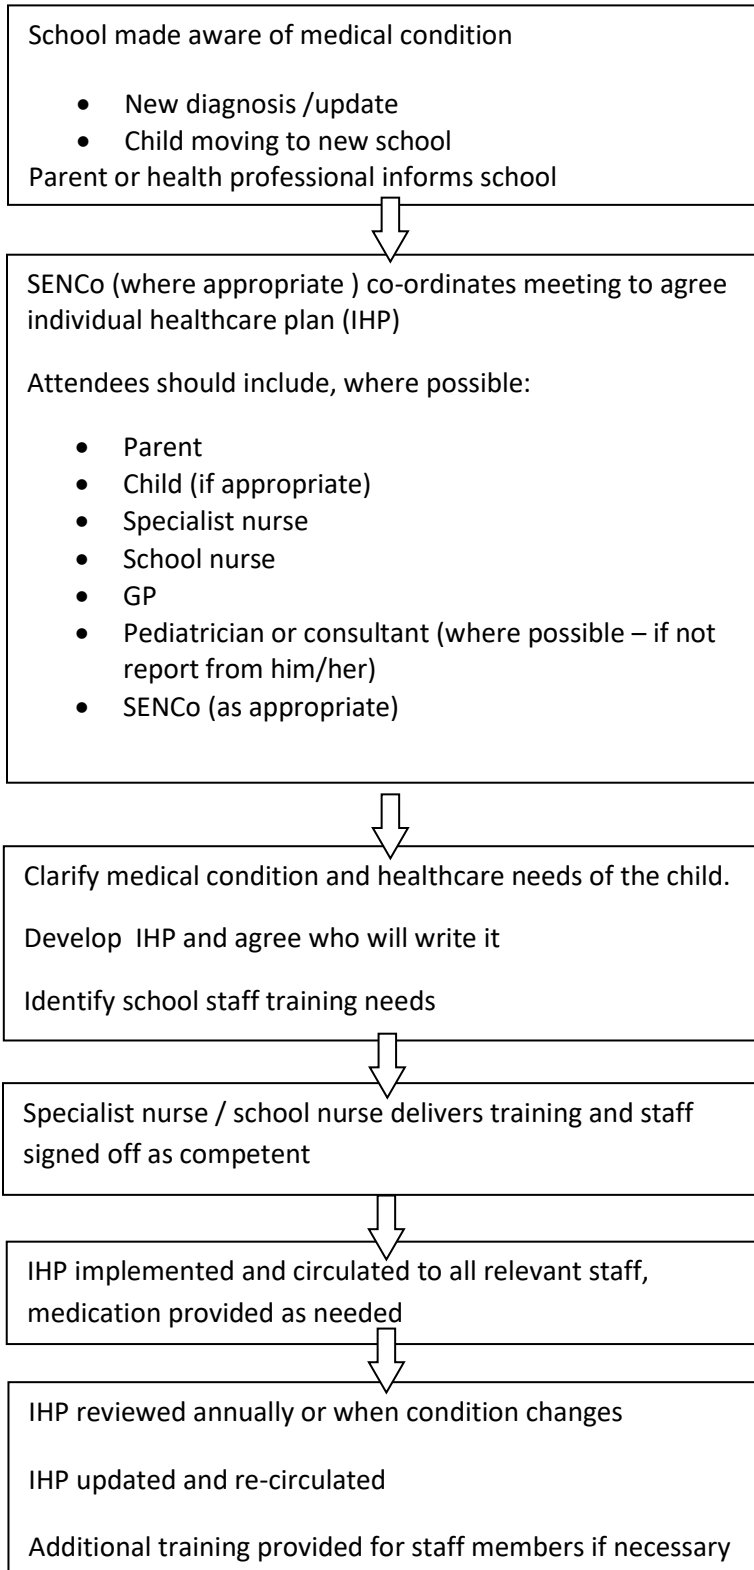 School made aware of medical condition
• New diagnosis /update
• Child moving to new school
Parent or health professional informs school
SENCo (where appropriate ) co-ordinates meeting to agree
individual healthcare plan (IHP)
Attendees should include, where possible:
• Parent
• Child (if appropriate)
• Specialist nurse
• School nurse
• GP
• Pediatrician or consultant (where possible – if not
report from him/her)
• SENCo (as appropriate)
Clarify medical condition and healthcare needs of the child.
Develop  IHP and agree who will write it
Identify school staff training needs
Specialist nurse / school nurse delivers training and staff
signed off as competent
IHP implemented and circulated to all relevant staff,
medication provided as needed
IHP reviewed annually or when condition changes
IHP updated and re-circulated
Additional training provided for staff members if necessary